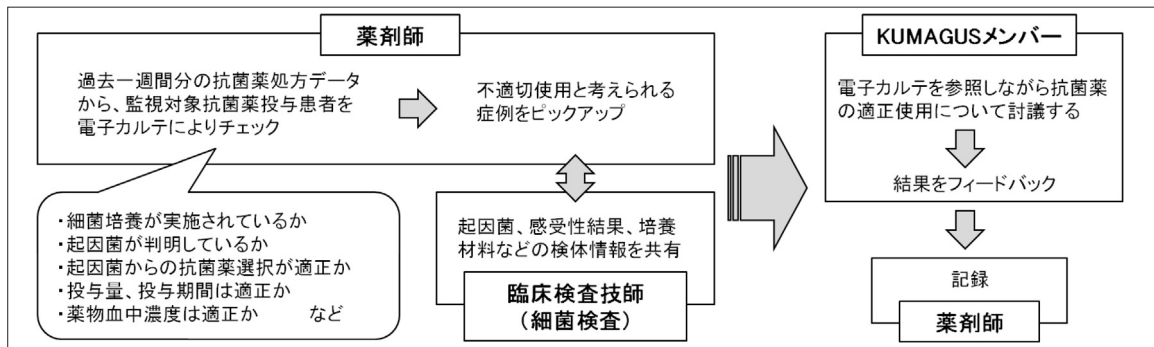 薬剤師
過去一週間分の抗菌薬処方データ
から、監視対象抗菌薬投与患者を
電子カルテによりチェック
不適切使用と考えられる
症例をピックアップ
・細菌培養が実施されているか
・起因菌が判明しているか
・起因菌からの抗菌薬選択が適正か
・投与量、投与期間は適正か
・薬物血中濃度は適正か　　など
起因菌、感受性結果、培養
材料などの検体情報を共有
臨床検査技師
（細菌検査）
KUMAGUSメンバー
電子カルテを参照しながら抗菌薬
の適正使用について討議する
結果をフィードバック
記録
薬剤師